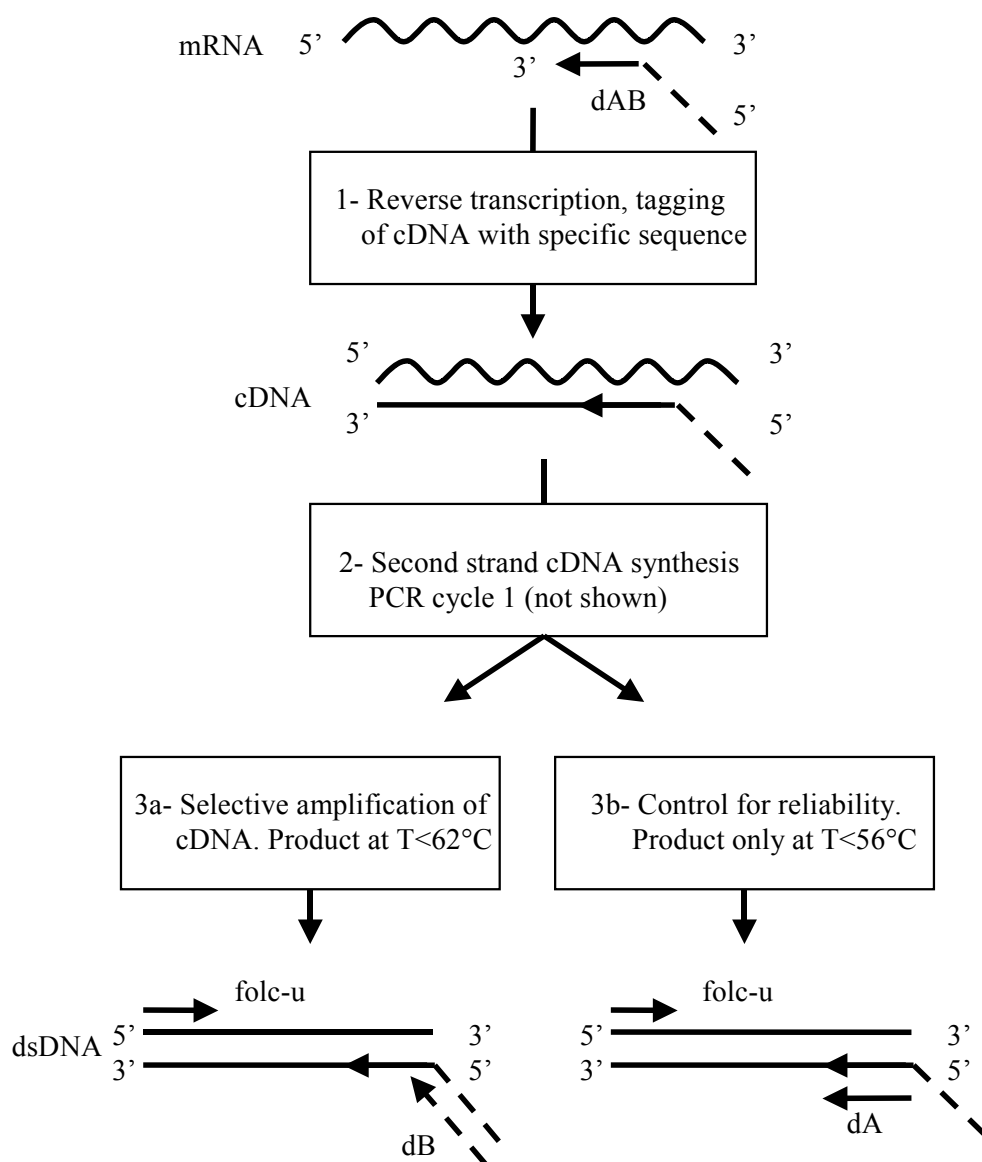 mRNA 5’ 3’
3’
dAB
5’
1- Reverse transcription, tagging
of cDNA with specific sequence
5’ 3’
cDNA
3’ 5’
2- Second strand cDNA synthesis
PCR cycle 1 (not shown)
3a- Selective amplification of
cDNA. Product at T<62°C
3b- Control for reliability.
Product only at T<56°C
folc-u folc-u
5’ 3’ 5’ 3’
dsDNA
3’ 5’ 3’ 5’
dB dA